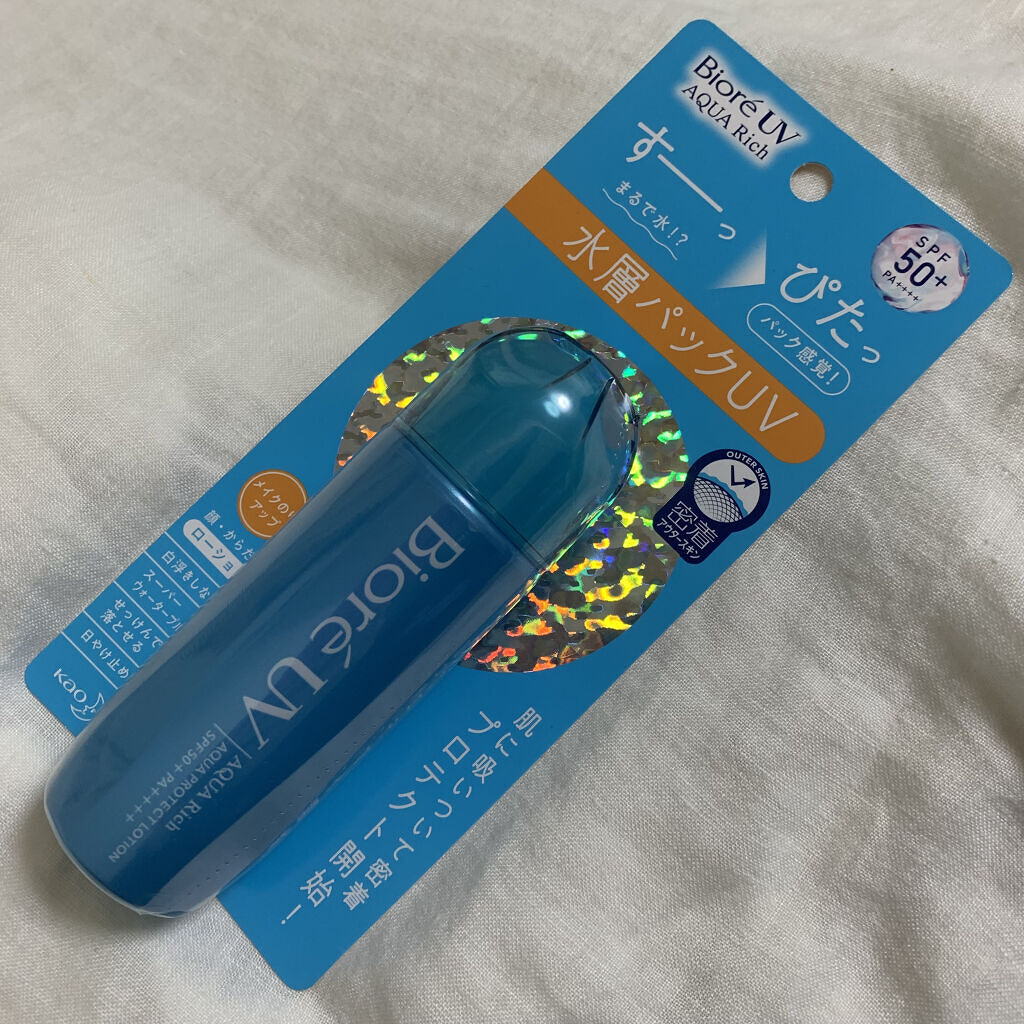 Bioré UV
AQUA Rich
すーーっ
まるで水!?
ぴたっ
パック感覚!
SPF
50+
PA++++
水層パックUV
OUTER SKIN
密着
アウタースキン
メイクのり
アップ
顔・からだ
ローショ
白浮きしな
スーパー
ウォータープル
せっけんで
落とせる
日やけ止め
Kao
Bioré UV
AQUA Rich
AQUA PROTECT LOTION
SPF50+ PA++++
肌に吸いついて密着
プロテクト開始!